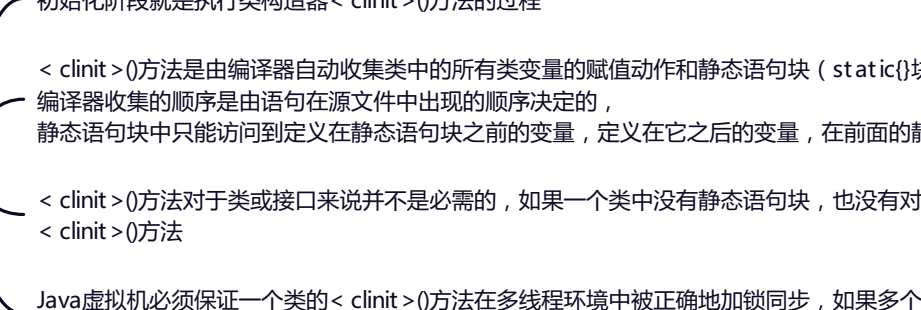 初始化阶段就是执行类构造器< clinit >()方法的过程
< clinit >()方法是由编译器自动收集类中的所有类变量的赋值动作和静态语句块（static{}块
编译器收集的顺序是由语句在源文件中出现的顺序决定的，
静态语句块中只能访问到定义在静态语句块之前的变量，定义在它之后的变量，在前面的静
< clinit >()方法对于类或接口来说并不是必需的，如果一个类中没有静态语句块，也没有对
< clinit >()方法
Java虚拟机必须保证一个类的< clinit >()方法在多线程环境中被正确地加锁同步，如果多个